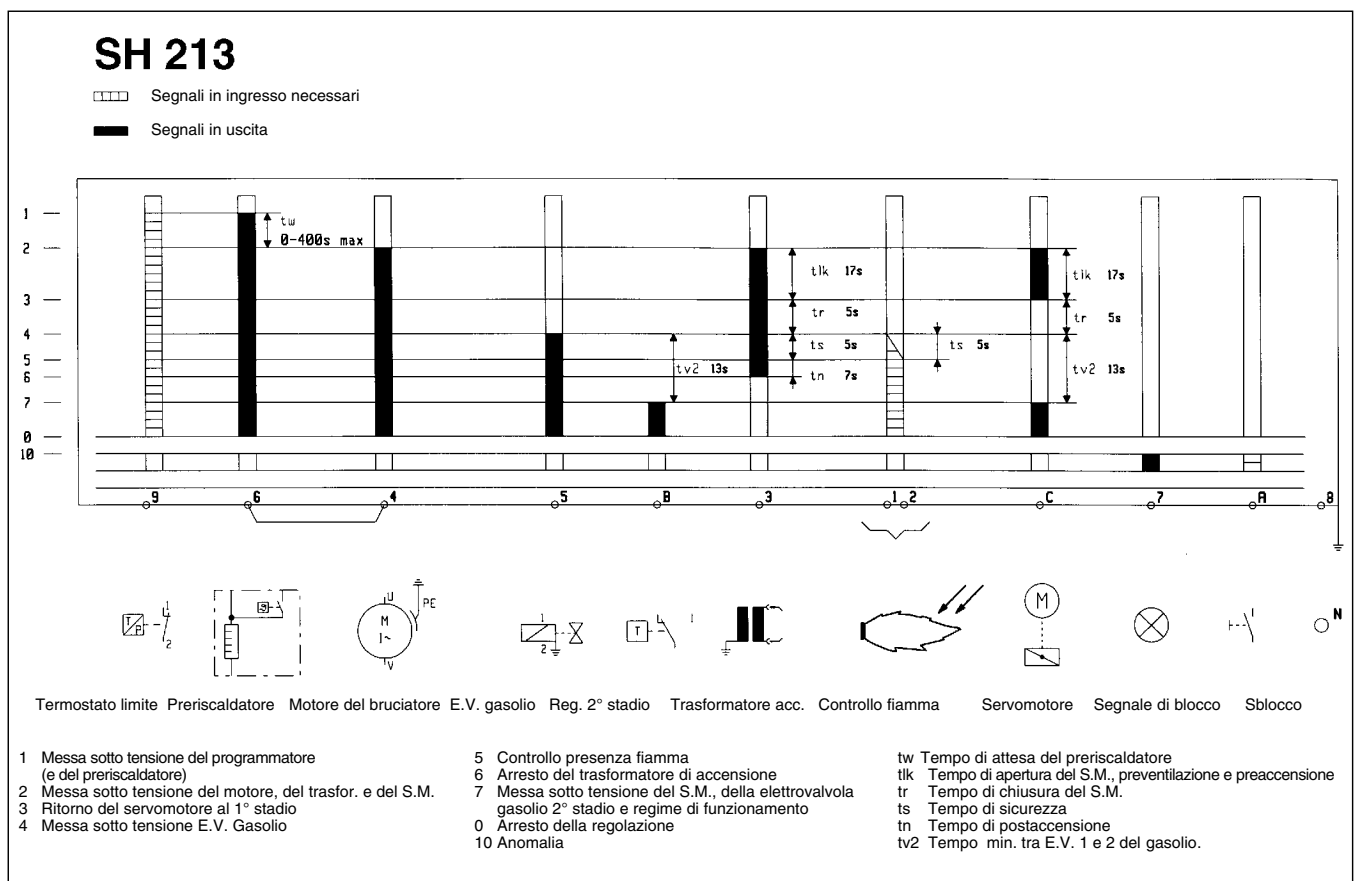 SH 213
Segnali in ingresso necessari
Segnali in uscita
1
2
3
4
5
6
7
0
10
tw
0-400s max
tv2 13s
tlk 17s
tr 5s
ts 5s
tn 7s
ts 5s
tlk 17s
tr 5s
tv2 13s
9 6 4 5 B 3 1 2 C 7 A 8
T/P 1 2
M 1~ U V PE
1 2
T 1
M
1
N
Termostato limite Preriscaldatore Motore del bruciatore E.V. gasolio Reg. 2° stadio Trasformatore acc. Controllo fiamma Servomotore Segnale di blocco Sblocco
1 Messa sotto tensione del programmatore
(e del preriscaldatore)
2 Messa sotto tensione del motore, del trasfor. e del S.M.
3 Ritorno del servomotore al 1° stadio
4 Messa sotto tensione E.V. Gasolio
5 Controllo presenza fiamma
6 Arresto del trasformatore di accensione
7 Messa sotto tensione del S.M., della elettrovalvola
gasolio 2° stadio e regime di funzionamento
0 Arresto della regolazione
10 Anomalia
tw Tempo di attesa del preriscaldatore
tlk Tempo di apertura del S.M., preventilazione e preaccensione
tr Tempo di chiusura del S.M.
ts Tempo di sicurezza
tn Tempo di postaccensione
tv2 Tempo min. tra E.V. 1 e 2 del gasolio.